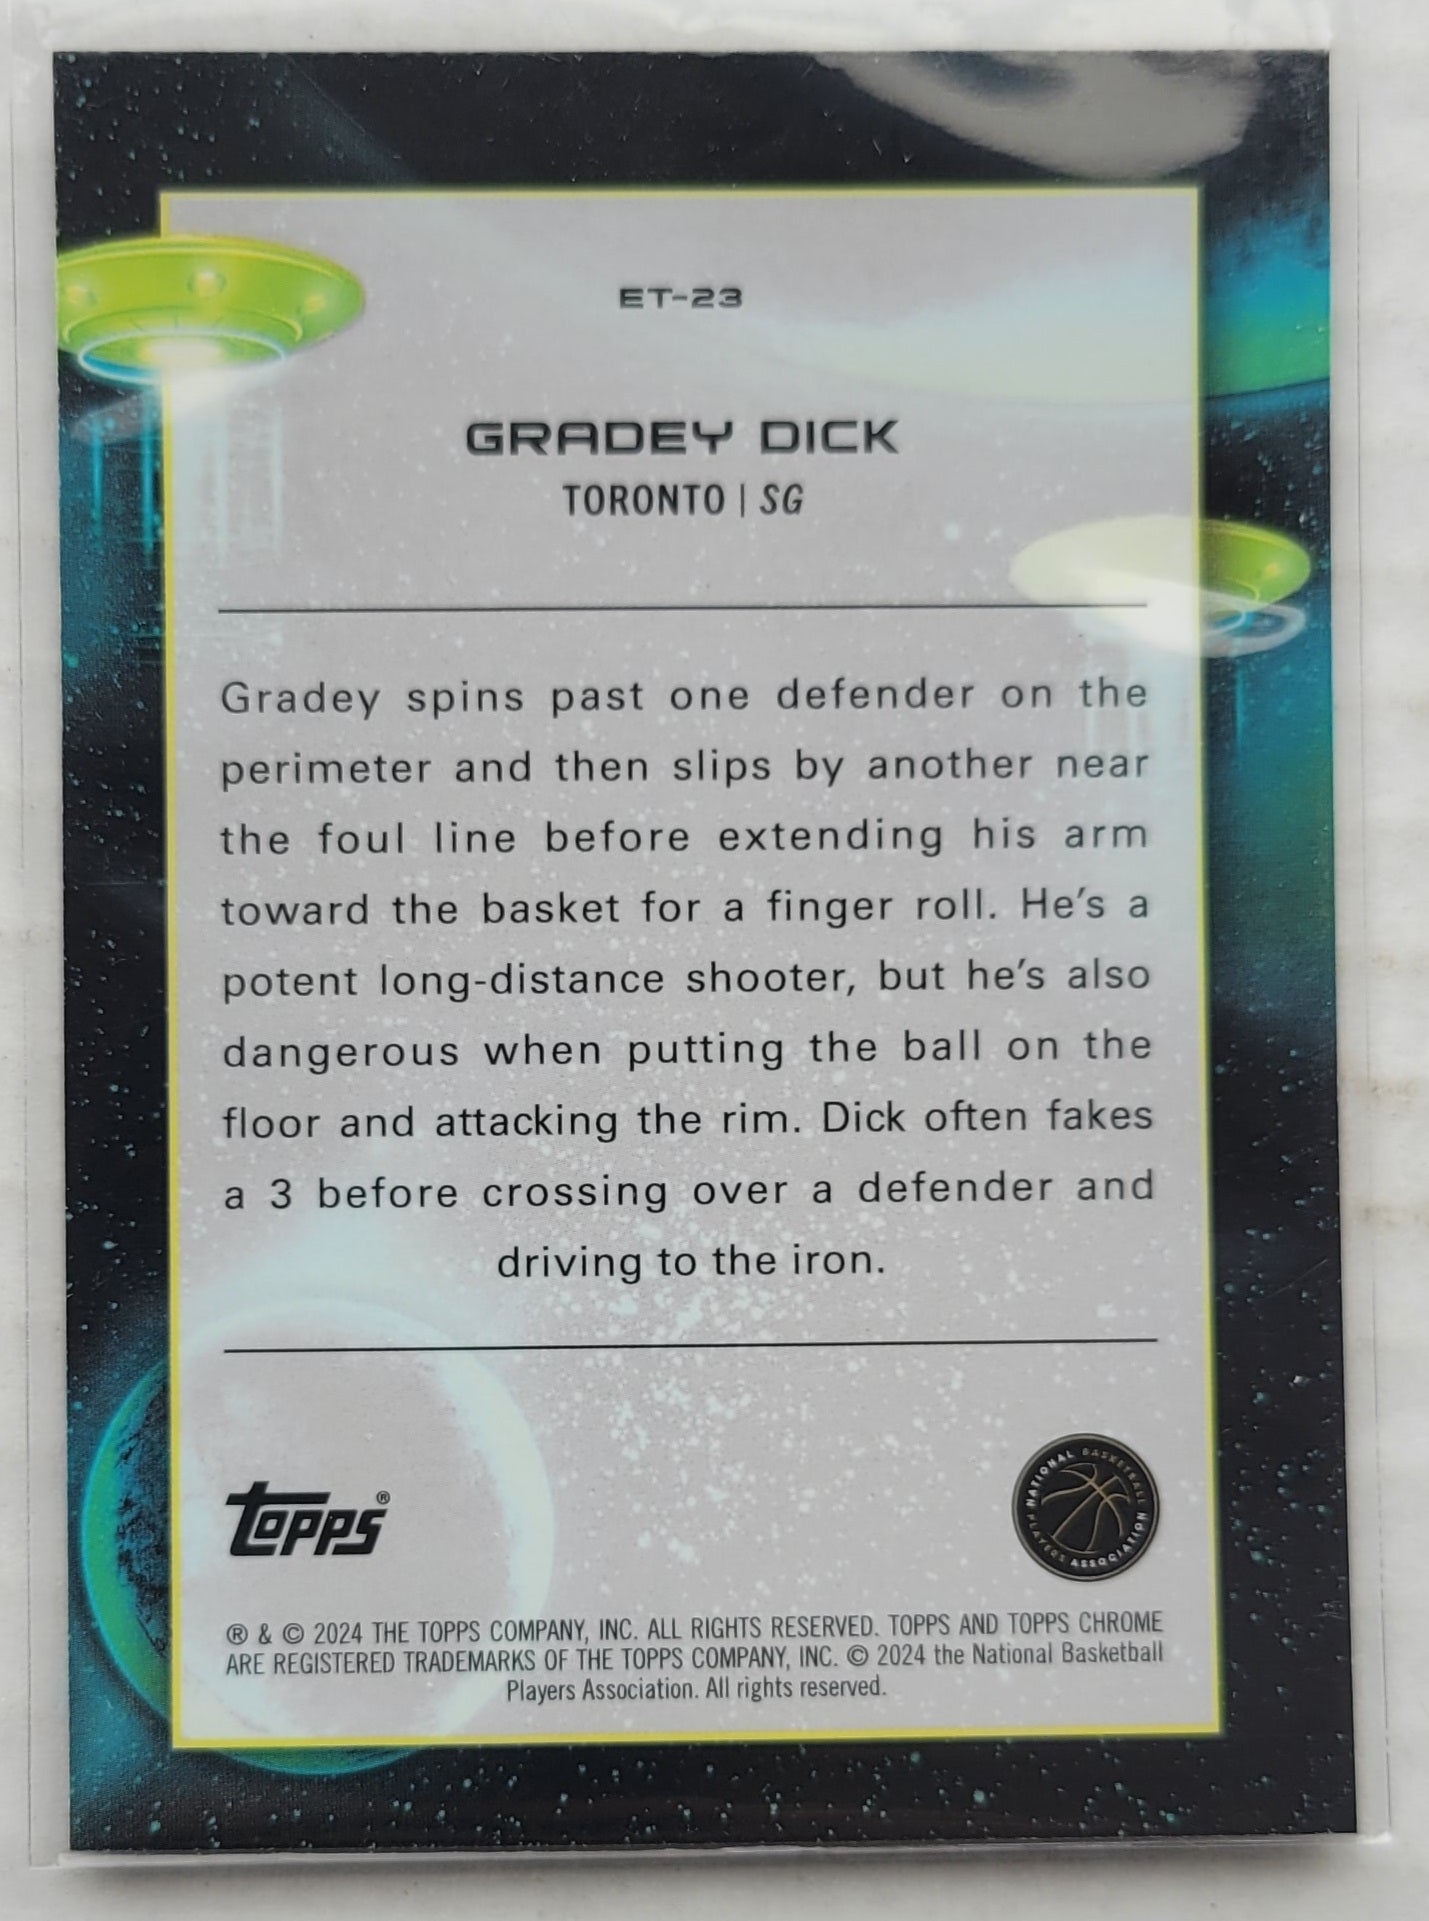 ET-23
GRADEY DICK
TORONTO | SG
Gradey spins past one defender on the
perimeter and then slips by another near
the foul line before extending his arm
toward the basket for a finger roll. He's a
potent long-distance shooter, but he's also
dangerous when putting the ball on the
floor and attacking the rim. Dick often fakes
a 3 before crossing over a defender and
driving to the iron.
TOPPS®
NATIONAL BASKETBALL PLAYERS ASSOCIATION
® & © 2024 THE TOPPS COMPANY, INC. ALL RIGHTS RESERVED. TOPPS AND TOPPS CHROME
ARE REGISTERED TRADEMARKS OF THE TOPPS COMPANY, INC. © 2024 the National Basketball
Players Association. All rights reserved.